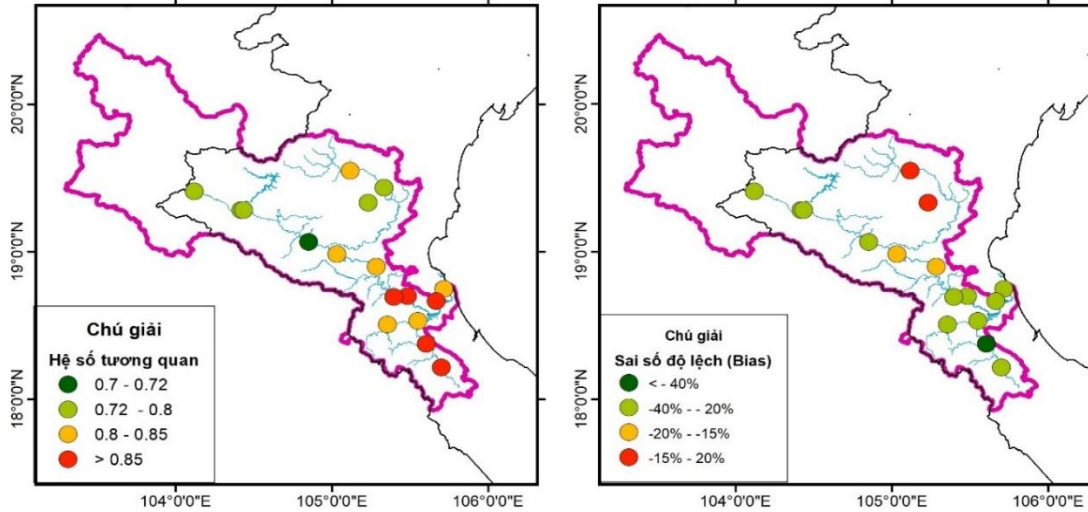 20°0'0"N
19°0'0"N
18°0'0"N
Chú giải
Hệ số tương quan
0.7 - 0.72
0.72 - 0.8
0.8 - 0.85
> 0.85
104°0'0"E 105°0'0"E 106°0'0"E
20°0'0"N
19°0'0"N
18°0'0"N
Chú giải
Sai số độ lệch (Bias)
< - 40%
-40% - - 20%
-20% - -15%
-15% - 20%
104°0'0"E 105°0'0"E 106°0'0"E